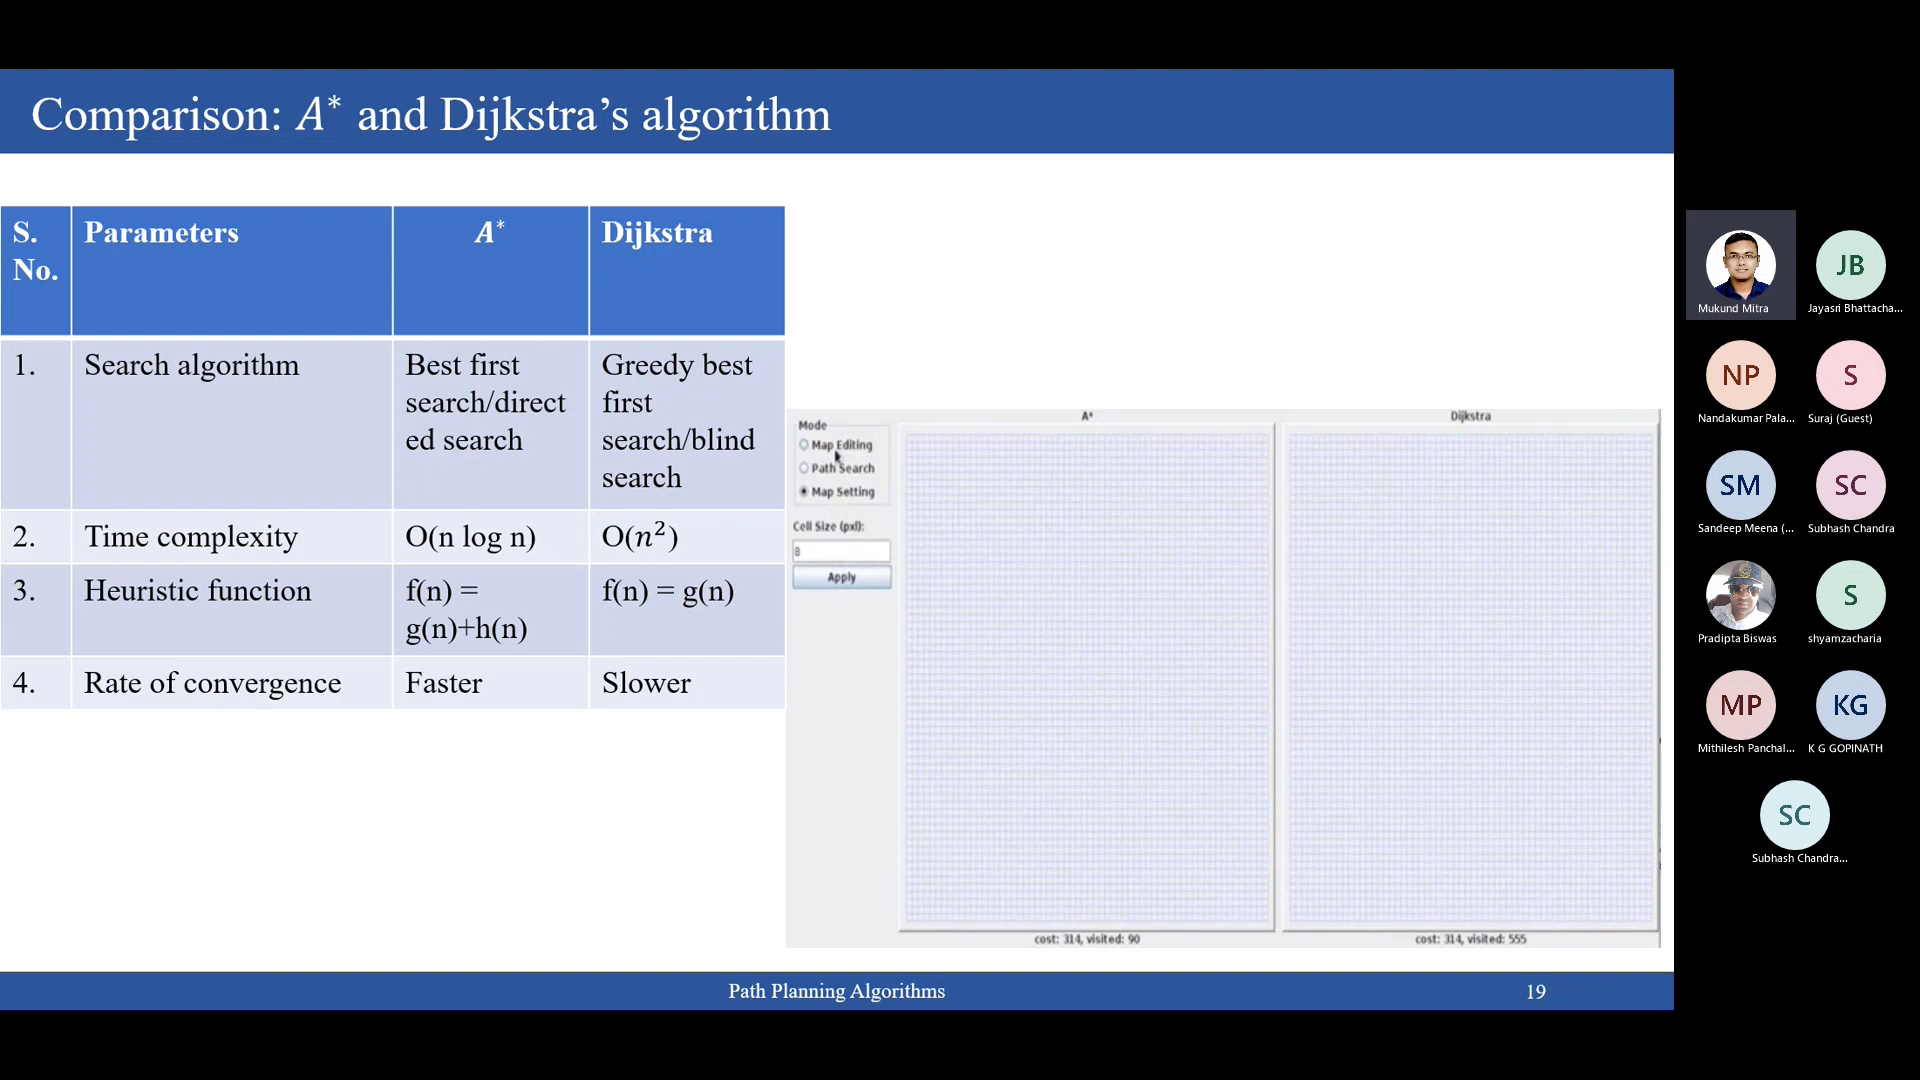 Comparison: A* and Dijkstra’s algorithm
S. No.
Parameters
A*
Dijkstra
1.
Search algorithm
Best first
search/direct
ed search
Greedy best
first
search/blind
search
2.
Time complexity
O(n log n)
O(n²)
3.
Heuristic function
f(n) =
g(n)+h(n)
f(n) = g(n)
4.
Rate of convergence
Faster
Slower
Mode
Map Editing
Path Search
Map Setting
Cell Size (pxl):
8
Apply
A*
Dijkstra
cost: 314, visited: 90
cost: 314, visited: 555
Path Planning Algorithms
19
Mukund Mitra
JB
Jayasri Bhattacha...
NP
Nandakumar Pala...
S
Suraj (Guest)
SM
Sandeep Meena (...
SC
Subhash Chandra
Pradipta Biswas
S
shyamzacharia
MP
Mithilesh Panchal...
KG
K G GOPINATH
SC
Subhash Chandra...